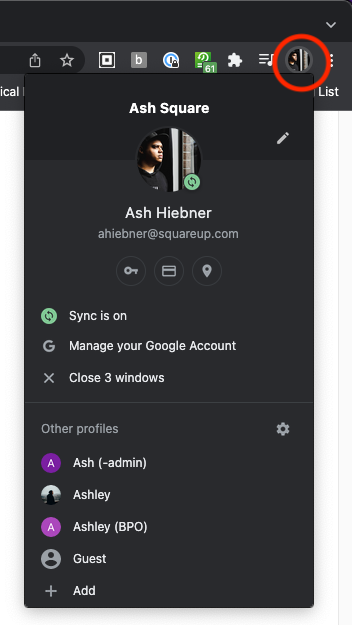 b
61
ical
List
Ash Square
Ash Hiebner
ahiebner@squareup.com
Sync is on
G Manage your Google Account
Close 3 windows
Other profiles
A Ash (-admin)
Ashley
A Ashley (BPO)
Guest
Add